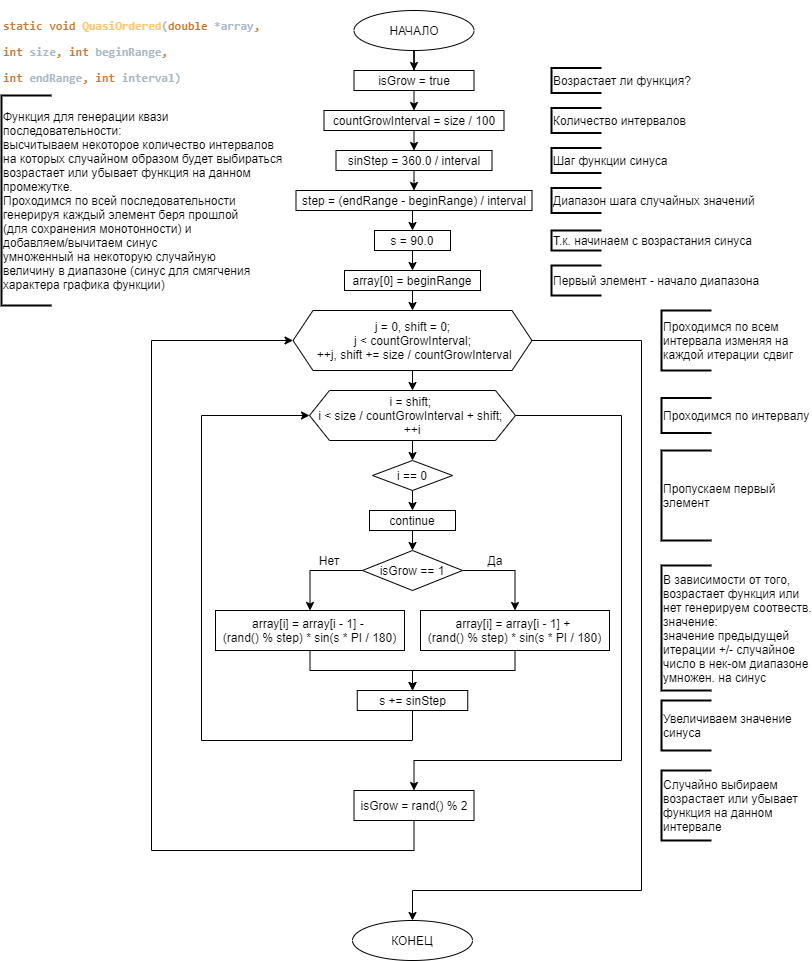 static void QuasiOrdered(double *array,
int size, int beginRange,
int endRange, int interval)
Функция для генерации квази
последовательности:
высчитываем некоторое количество интервалов
на которых случайном образом будет выбираться
возрастает или убывает функция на данном
промежутке.
Проходимся по всей последовательности
генерируя каждый элемент беря прошлой
(для сохранения монотонности) и
добавляем/вычитаем синус
умноженный на некоторую случайную
величину в диапазоне (синус для смягчения
характера графика функции)
НАЧАЛО
isGrow = true
Возрастает ли функция?
countGrowInterval = size / 100
Количество интервалов
sinStep = 360.0 / interval
Шаг функции синуса
step = (endRange - beginRange) / interval
Диапазон шага случайных значений
s = 90.0
Т.к. начинаем с возрастания синуса
array[0] = beginRange
Первый элемент - начало диапазона
j = 0, shift = 0;
j < countGrowInterval;
++j, shift += size / countGrowInterval
Проходимся по всем
интервала изменяя на
каждой итерации сдвиг
i = shift;
i < size / countGrowInterval + shift;
++i
Проходимся по интервалу
i == 0
Пропускаем первый
элемент
continue
isGrow == 1
Нет
Да
array[i] = array[i - 1] -
(rand() % step) * sin(s * PI / 180)
array[i] = array[i - 1] +
(rand() % step) * sin(s * PI / 180)
В зависимости от того,
возрастает функция или
нет генерируем соотвеств.
значение:
значение предыдущей
итерации +/- случайное
число в нек-ом диапазоне
умножен. на синус
s += sinStep
Увеличиваем значение
синуса
isGrow = rand() % 2
Случайно выбираем
возрастает или убывает
функция на данном
интервале
КОНЕЦ